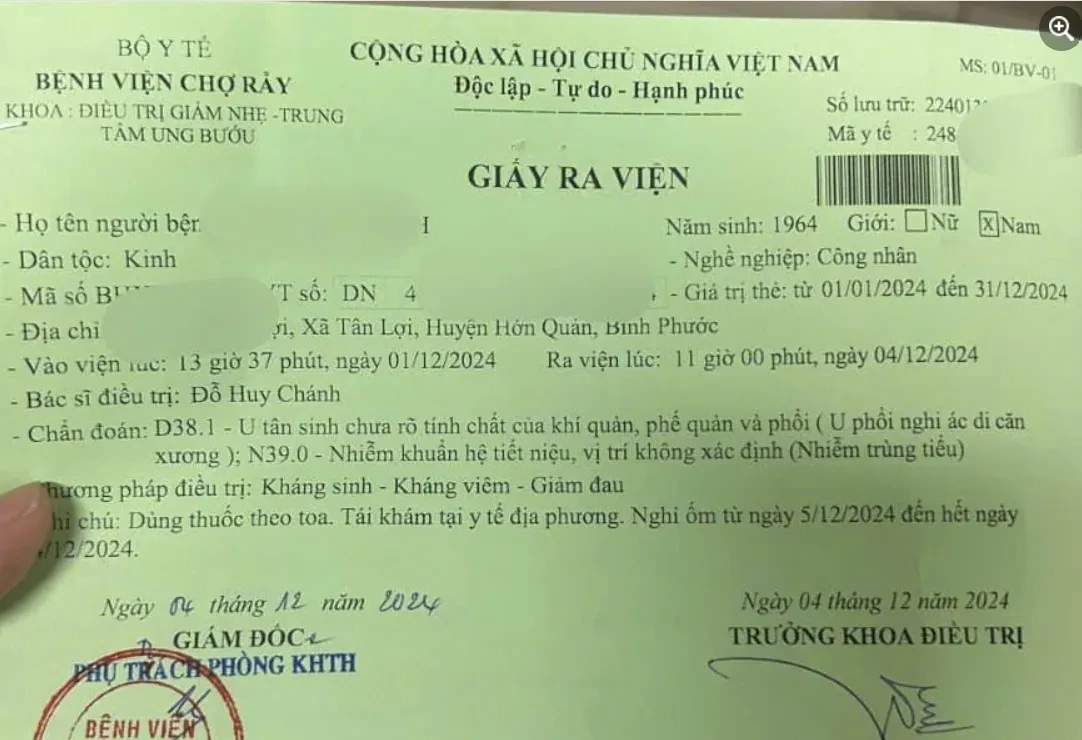 BỘ Y TẾ
BỆNH VIỆN CHỢ RẪY
KHOA : ĐIỀU TRỊ GIẢM NHẸ -TRUNG
TÂM UNG BƯỚU
CỘNG HÒA XÃ HỘI CHỦ NGHĨA VIỆT NAM
Độc lập - Tự do - Hạnh phúc
MS: 01/BV-01
Số lưu trữ: 22401
Mã y tế : 248
GIẤY RA VIỆN
- Họ tên người Năm sinh: 1964 Giới: Nữ X Nam
- Dân tộc: Kinh - Nghề nghiệp: Công nhân
- Mã số số: DN 4 - Giá trị thẻ: từ 01/01/2024 đến 31/12/2024
- Địa chỉ Xã Tân Lợi, Huyện Hớn Quản, Bình Phước
- Vào viện lúc: 13 giờ 37 phút, ngày 01/12/2024 Ra viện lúc: 11 giờ 00 phút, ngày 04/12/2024
- Bác sĩ điều trị: Đỗ Huy Chánh
- Chẩn đoán: D38.1 - U tân sinh chưa rõ tính chất của khí quản, phế quản và phổi ( U phổi nghi ác di căn
xương ); N39.0 - Nhiễm khuẩn hệ tiết niệu, vị trí không xác định (Nhiễm trùng tiểu)
hương pháp điều trị: Kháng sinh - Kháng viêm - Giảm đau
hi chú: Dùng thuốc theo toa. Tái khám tại y tế địa phương. Nghỉ ốm từ ngày 5/12/2024 đến hết ngày
/12/2024.
Ngày 04 tháng 12 năm 2024
GIÁM ĐỐC
PHỤ TRÁCH PHÒNG KHTH
BỆNH VIỆN
Ngày 04 tháng 12 năm 2024
TRƯỞNG KHOA ĐIỀU TRỊ